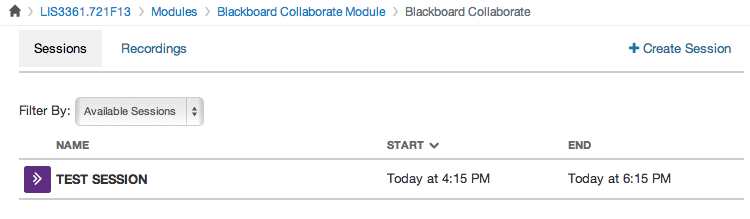 LIS3361.721F13 > Modules > Blackboard Collaborate Module > Blackboard Collaborate
Sessions Recordings + Create Session
Filter By: Available Sessions
NAME START END
TEST SESSION Today at 4:15 PM Today at 6:15 PM